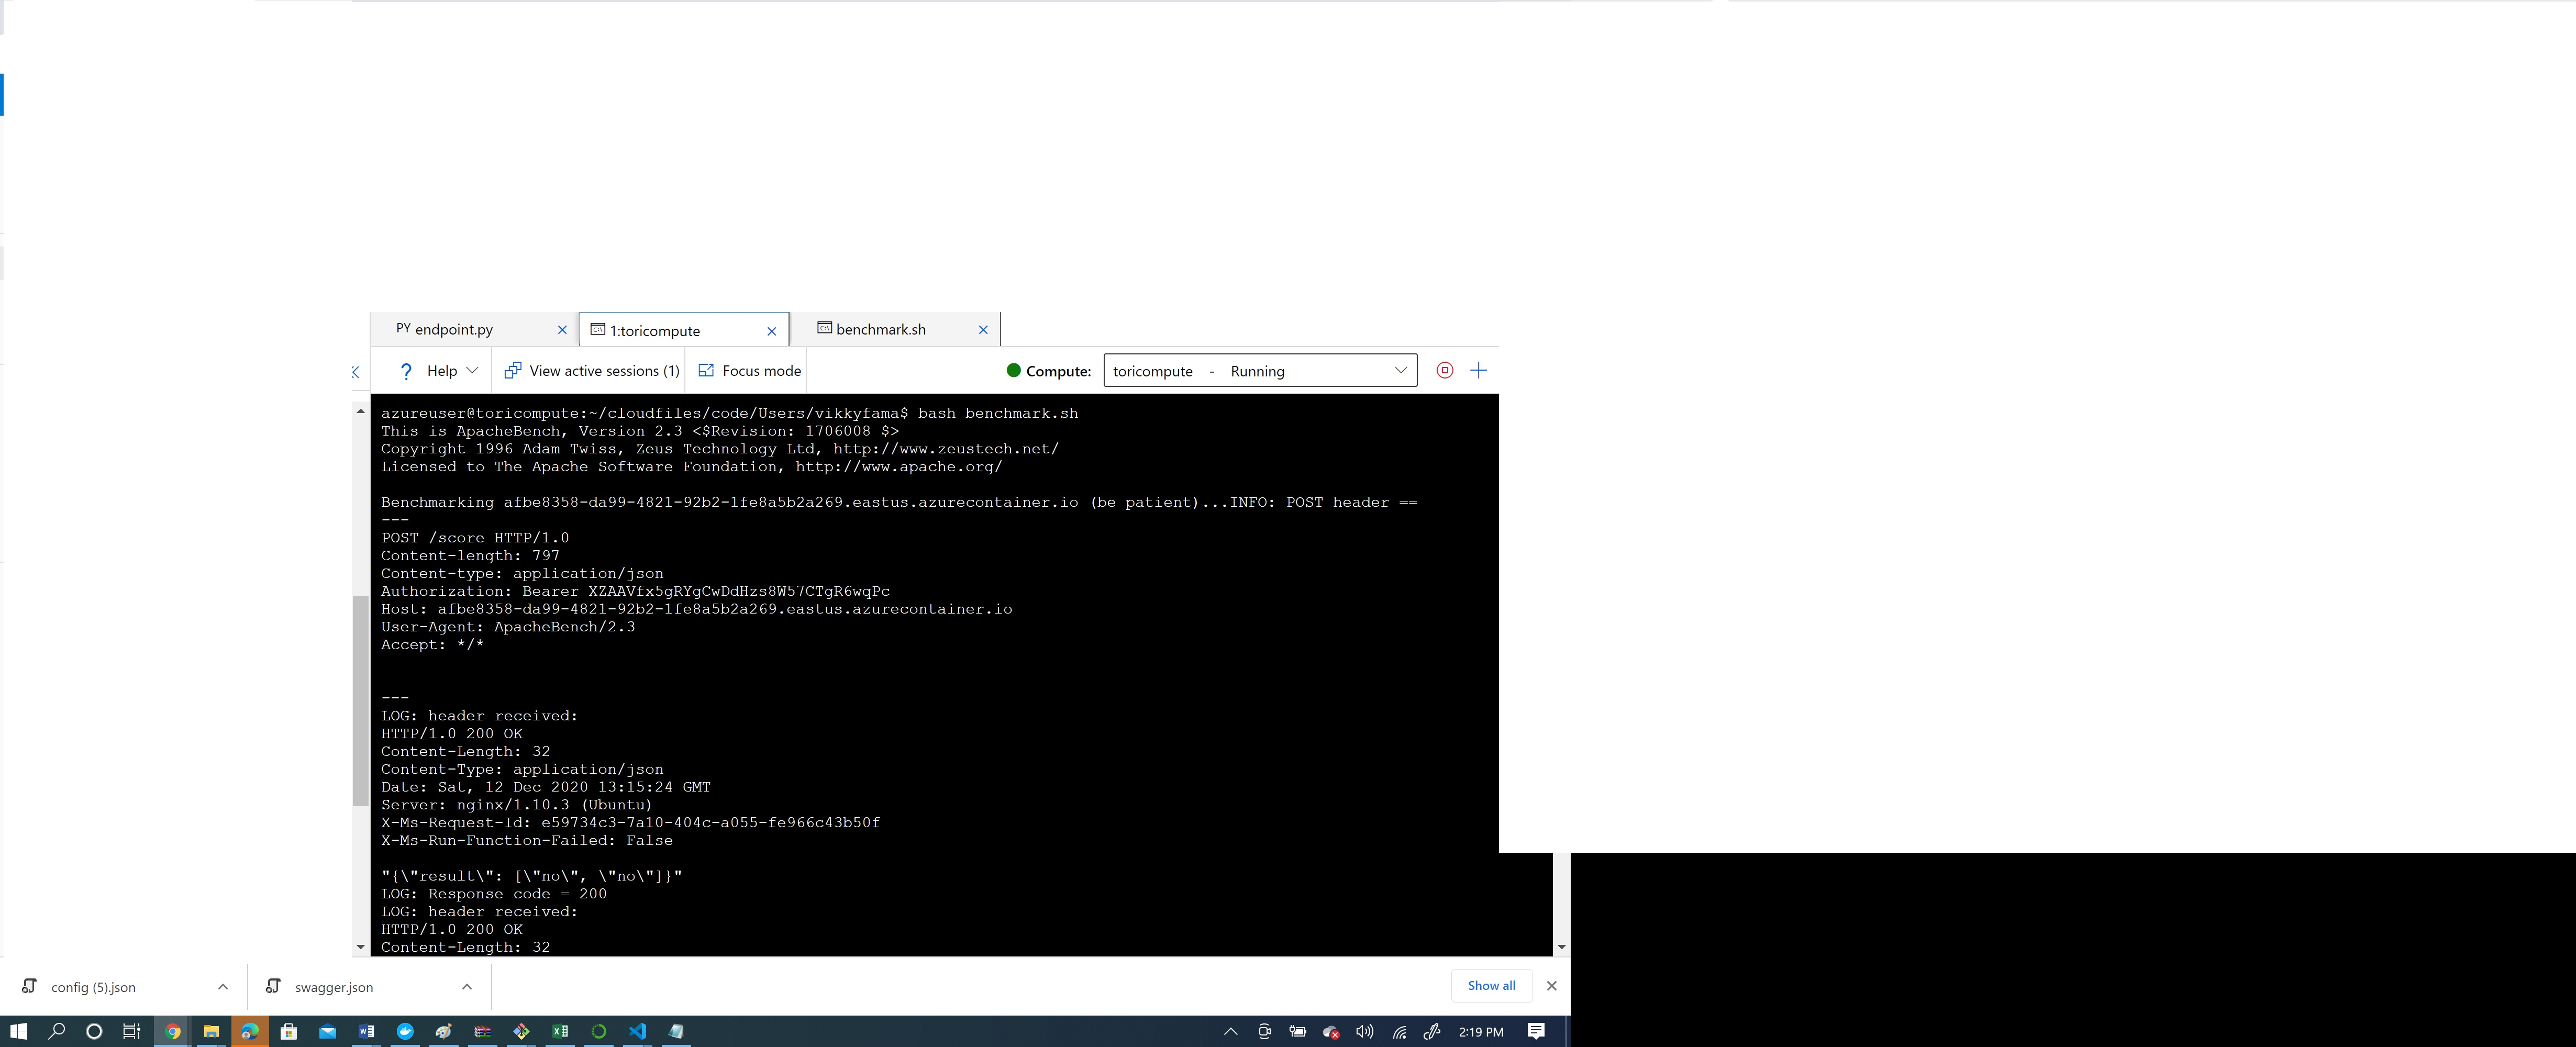 PY endpoint.py
1:toricompute
benchmark.sh
? Help
View active sessions (1)
Focus mode
Compute:
toricompute - Running
azureuser@toricompute:~/cloudfiles/code/Users/vikkyfama$ bash benchmark.sh
This is ApacheBench, Version 2.3 <$Revision: 1706008 $>
Copyright 1996 Adam Twiss, Zeus Technology Ltd, http://www.zeustech.net/
Licensed to The Apache Software Foundation, http://www.apache.org/
Benchmarking afbe8358-da99-4821-92b2-1fe8a5b2a269.eastus.azurecontainer.io (be patient)...INFO: POST header ==
---
POST /score HTTP/1.0
Content-length: 797
Content-type: application/json
Authorization: Bearer XZAAVfx5gRYgCwDdHzs8W57CTgR6wqPc
Host: afbe8358-da99-4821-92b2-1fe8a5b2a269.eastus.azurecontainer.io
User-Agent: ApacheBench/2.3
Accept: */*
---
LOG: header received:
HTTP/1.0 200 OK
Content-Length: 32
Content-Type: application/json
Date: Sat, 12 Dec 2020 13:15:24 GMT
Server: nginx/1.10.3 (Ubuntu)
X-Ms-Request-Id: e59734c3-7a10-404c-a055-fe966c43b50f
X-Ms-Run-Function-Failed: False
"{\"result\": [\"no\", \"no\"]}"
LOG: Response code = 200
LOG: header received:
HTTP/1.0 200 OK
Content-Length: 32
config (5).json
swagger.json
Show all
2:19 PM